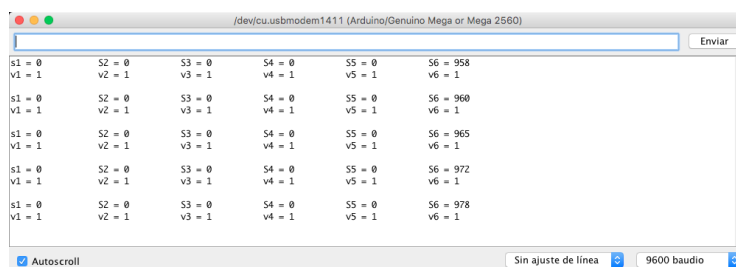 /dev/cu.usbmodem1411 (Arduino/Genuino Mega or Mega 2560)
Enviar
s1 = 0 S2 = 0 S3 = 0 S4 = 0 S5 = 0 S6 = 958
v1 = 1 v2 = 1 v3 = 1 v4 = 1 v5 = 1 v6 = 1
s1 = 0 S2 = 0 S3 = 0 S4 = 0 S5 = 0 S6 = 960
v1 = 1 v2 = 1 v3 = 1 v4 = 1 v5 = 1 v6 = 1
s1 = 0 S2 = 0 S3 = 0 S4 = 0 S5 = 0 S6 = 965
v1 = 1 v2 = 1 v3 = 1 v4 = 1 v5 = 1 v6 = 1
s1 = 0 S2 = 0 S3 = 0 S4 = 0 S5 = 0 S6 = 972
v1 = 1 v2 = 1 v3 = 1 v4 = 1 v5 = 1 v6 = 1
s1 = 0 S2 = 0 S3 = 0 S4 = 0 S5 = 0 S6 = 978
v1 = 1 v2 = 1 v3 = 1 v4 = 1 v5 = 1 v6 = 1
Autoscroll Sin ajuste de línea 9600 baudio